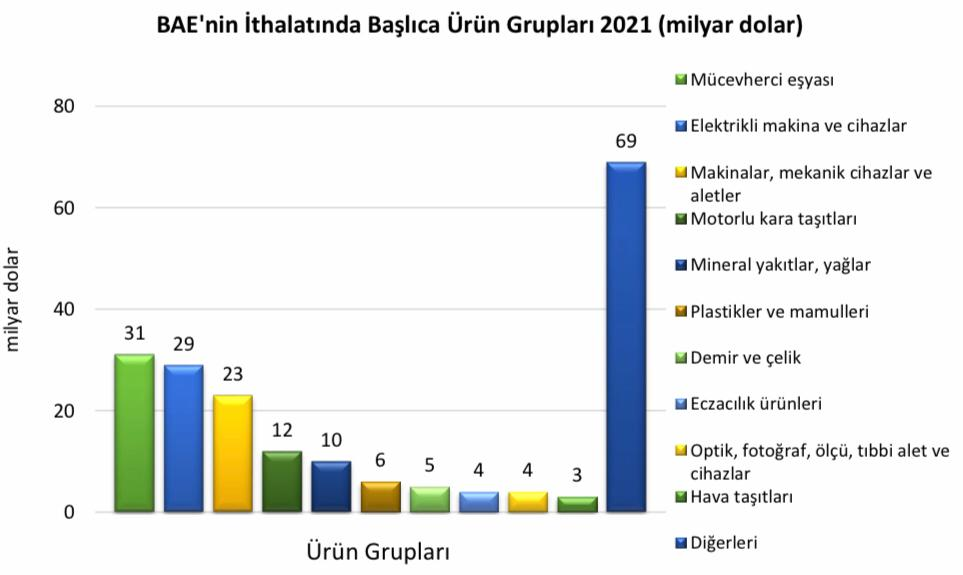 BAE'nin İthalatında Başlıca Ürün Grupları 2021 (milyar dolar)
milyar dolar
80
60
40
20
0
31
29
23
12
10
6
5
4
4
3
69
Ürün Grupları
Mücevherci eşyası
Elektrikli makina ve cihazlar
Makinalar, mekanik cihazlar ve
aletler
Motorlu kara taşıtları
Mineral yakıtlar, yağlar
Plastikler ve mamulleri
Demir ve çelik
Eczacılık ürünleri
Optik, fotoğraf, ölçü, tıbbi alet ve
cihazlar
Hava taşıtları
Diğerleri